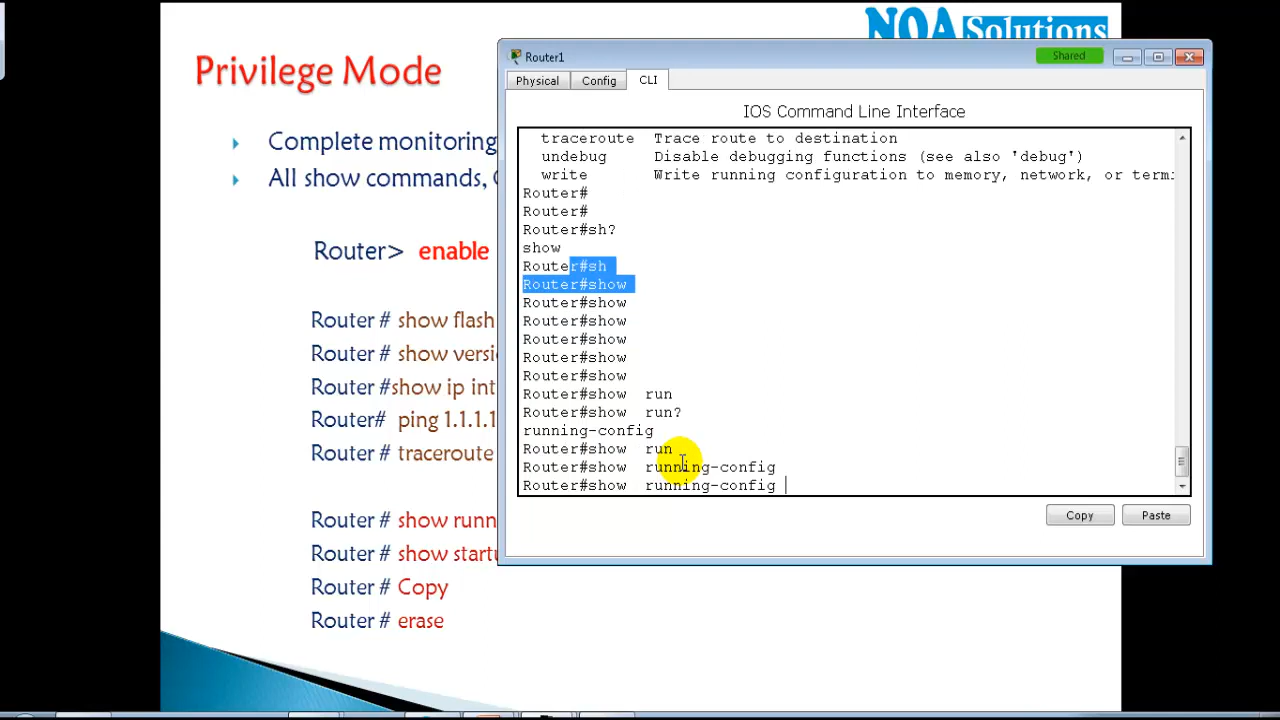 NOA Solutions
Privilege Mode
Complete monitoring
All show commands,
Router> enable
Router # show flash
Router # show versi
Router #show ip int
Router# ping 1.1.1.1
Router # traceroute
Router # show runn
Router # show startu
Router # Copy
Router # erase
Router1
Shared
Physical Config CLI
IOS Command Line Interface
traceroute Trace route to destination
undebug Disable debugging functions (see also 'debug')
write Write running configuration to memory, network, or termi
Router#
Router#
Router#sh?
show
Router#sh
Router#show
Router#show
Router#show
Router#show
Router#show
Router#show
Router#show run
Router#show run?
running-config
Router#show run
Router#show running-config
Router#show running-config
Copy Paste